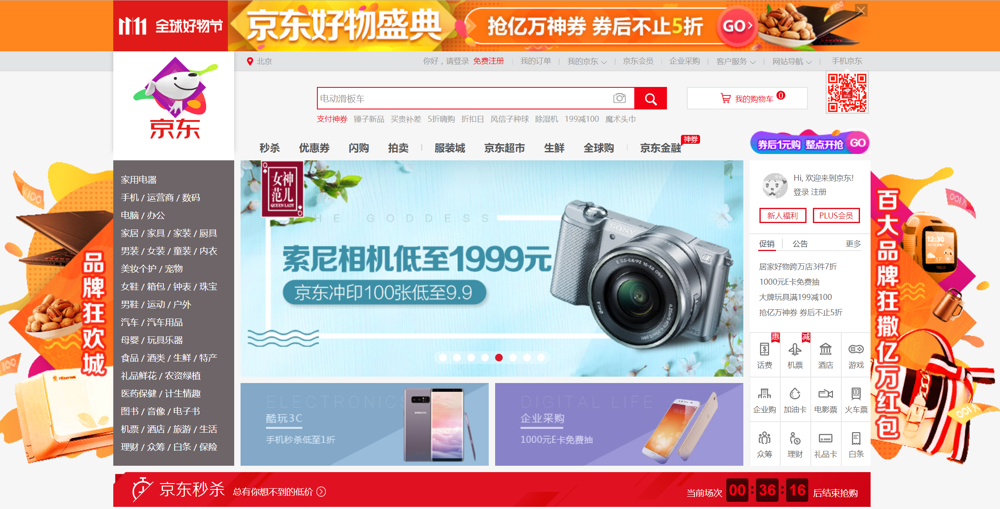 全球好物节
京东好物盛典
抢亿万神券 券后不止5折
GO
¥100
北京
你好，请登录 免费注册
我的订单
我的京东
京东会员
企业采购
客户服务
网站导航
手机京东
京东
电动滑板车
我的购物车 0
支付神券 锤子新品 买贵补差 5折嗨购 折扣日 风信子种球 除湿机 199减100 魔术头巾
秒杀 优惠券 闪购 拍卖 服装城 京东超市 生鲜 全球购 京东金融
神券
券后1元购 整点开抢 GO
家用电器
手机 / 运营商 / 数码
电脑 / 办公
家居 / 家具 / 家装 / 厨具
男装 / 女装 / 童装 / 内衣
美妆个护 / 宠物
女鞋 / 箱包 / 钟表 / 珠宝
男鞋 / 运动 / 户外
汽车 / 汽车用品
母婴 / 玩具乐器
食品 / 酒类 / 生鲜 / 特产
礼品鲜花 / 农资绿植
医药保健 / 计生情趣
图书 / 音像 / 电子书
机票 / 酒店 / 旅游 / 生活
理财 / 众筹 / 白条 / 保险
品牌狂欢城
¥100
100
Hisense
Q
女神范儿
QUEEN LADY
Q
HE GODDESS
索尼相机低至1999元
京东冲印100张低至9.9
SONY
α
E 3.5-5.6/PZ 16-50 OSS
ELECTRONICS
酷玩3C
手机秒杀低至1折
SAMSUNG
DIGITAL LIFE
企业采购
1000元E卡免费抽
Hi, 欢迎来到京东!
登录 注册
新人福利
PLUS会员
促销
公告
更多
居家好物跨万店3件7折
1000元E卡免费抽
大牌玩具满199减100
抢亿万神券 券后不止5折
惠
减
话费 机票 酒店 游戏
企业购 加油卡 电影票 火车票
众筹 理财 礼品卡 白条
百大品牌狂撒亿万红包
12:30
京东秒杀
总有你想不到的低价
当前场次 00 : 36 : 16 后结束抢购